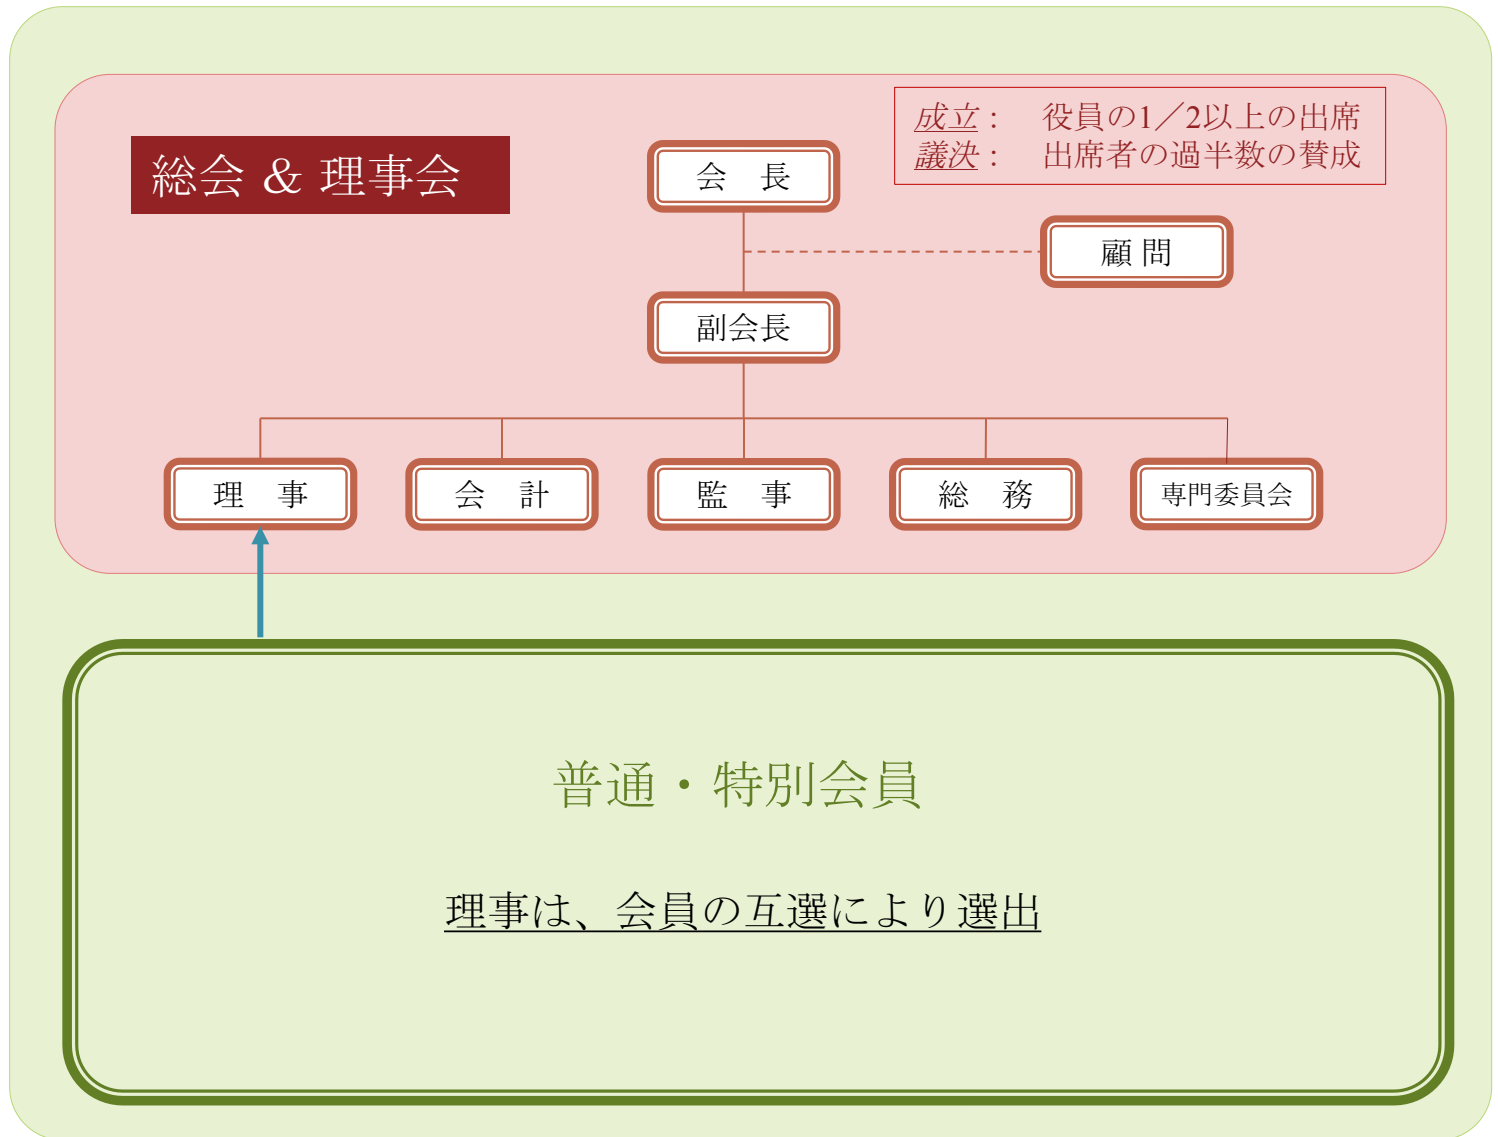 成立：　役員の1／2以上の出席
議決：　出席者の過半数の賛成
総会 & 理事会
会　長
顧 問
副会長
理　事
会　計
監　事
総　務
専門委員会
普通・特別会員
理事は、会員の互選により選出